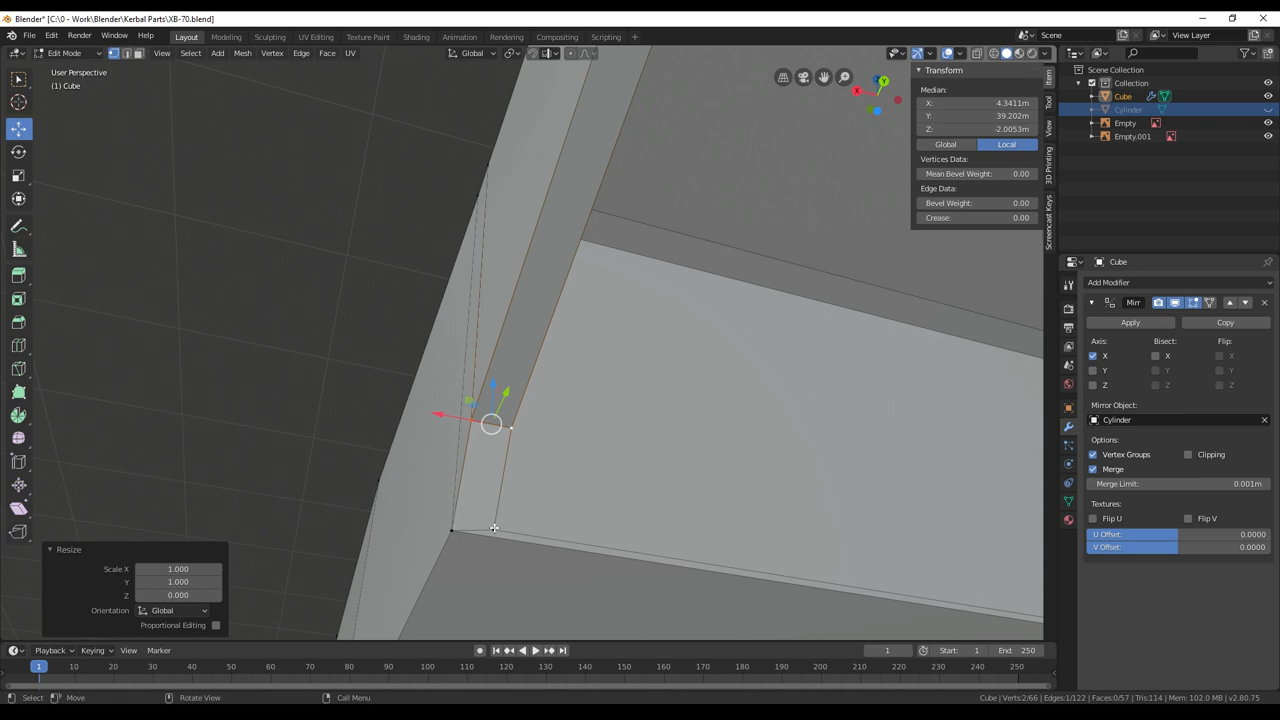 Blender* [C:\0 - Work\Blender\Kerbal Parts\XB-70.blend]
File Edit Render Window Help Layout Modeling Sculpting UV Editing Texture Paint Shading Animation Rendering Compositing Scripting + Scene View Layer
Edit Mode View Select Add Mesh Vertex Edge Face UV Global
User Perspective
(1) Cube
Transform
Median:
X: 4.3411m
Y: 39.202m
Z: -2.0053m
Global Local
Vertices Data:
Mean Bevel Weight: 0.00
Edge Data:
Bevel Weight: 0.00
Crease: 0.00
Item
Tool
View
3D Printing
Screencast Keys
X
Y
Scene Collection
Collection
Cube
Cylinder
Empty
Empty.001
Cube
Add Modifier
Mirr
Apply Copy
Axis: Bisect: Flip:
X X X
Y Y Y
Z Z Z
Mirror Object:
Cylinder
Options:
Vertex Groups Clipping
Merge
Merge Limit: 0.001m
Textures:
Flip U Flip V
U Offset: 0.0000
V Offset: 0.0000
Resize
Scale X 1.000
Y 1.000
Z 0.000
Orientation Global
Proportional Editing
Playback Keying View Marker 1 Start: 1 End: 250
1 10 20 30 40 50 60 70 80 90 100 110 120 130 140 150 160 170 180 190 200 210 220 230 240 250
Select Move Rotate View Call Menu Cube | Verts:2/66 | Edges:1/122 | Faces:0/57 | Tris:114 | Mem: 102.0 MB | v2.80.75